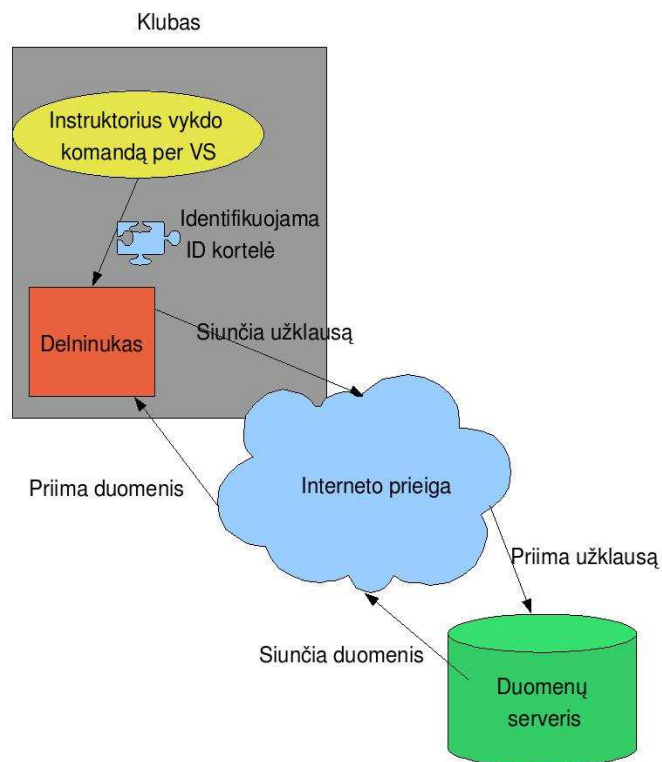 Klubas
Instruktorius vykdo
komandą per VS
Identifikuojama
ID kortelė
Delninukas
Siunčia užklausą
Interneto prieiga
Priima duomenis
Priima užklausą
Siunčia duomenis
Duomenų
serveris